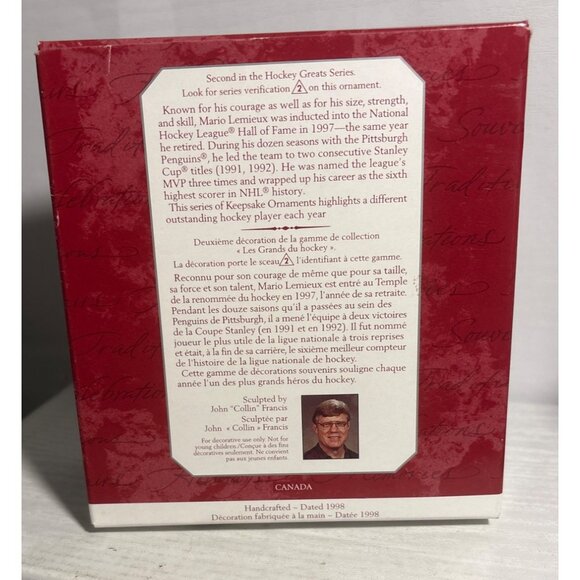 Second in the Hockey Greats Series.
Look for series verification 2 on this ornament.
Known for his courage as well as for his size, strength,
and skill, Mario Lemieux was inducted into the National
Hockey League® Hall of Fame in 1997—the same year
he retired. During his dozen seasons with the Pittsburgh
Penguins®, he led the team to two consecutive Stanley
Cup® titles (1991, 1992). He was named the league's
MVP three times and wrapped up his career as the sixth
highest scorer in NHL® history.
This series of Keepsake Ornaments highlights a different
outstanding hockey player each year
Deuxième décoration de la gamme de collection
« Les Grands du hockey ».
La décoration porte le sceau 2 l'identifiant à cette gamme.
Reconnu pour son courage de même que pour sa taille,
sa force et son talent, Mario Lemieux est entré au Temple
de la renommée du hockey en 1997, l'année de sa retraite.
Pendant les douze saisons qu'il a passées au sein des
Penguins de Pittsburgh, il a mené l'équipe à deux victoires
de la Coupe Stanley (en 1991 et en 1992). Il fut nommé
joueur le plus utile de la ligue nationale à trois reprises
et était, à la fin de sa carrière, le sixième meilleur compteur
de l'histoire de la ligue nationale de hockey.
Cette gamme de décorations souvenirs souligne chaque
année l'un des plus grands héros du hockey.
Sculpted by
John "Collin" Francis
Sculptée par
John « Collin » Francis
For decorative use only. Not for
young children./Conçue à des fins
décoratives seulement. Ne convient
pas aux jeunes enfants.
CANADA
Handcrafted – Dated 1998
Décoration fabriquée à la main – Datée 1998